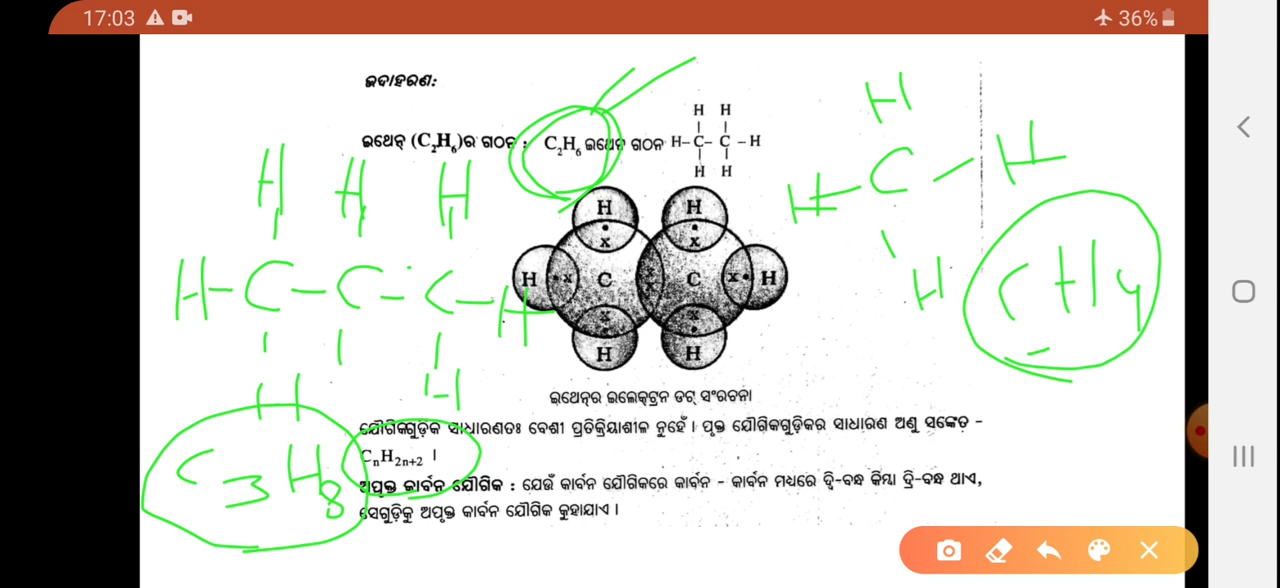 17:03
36%
ଉଦାହରଣ:
ଇଥେନ୍ (C₂H₆)ର ଗଠନ : C₂H₆ ଇଥେନ ଗଠନ H–C–C–H
H H
H H
H H
C C
H H
H H
x x x x x x x x
ଇଥେନ୍‌ର ଇଲେକ୍‌ଟ୍ରନ ଡଟ୍ ସଂରଚନା
ଯୌଗିକଗୁଡ଼ିକ ସାଧାରଣତଃ ବେଶୀ ପ୍ରତିକ୍ରିୟାଶୀଳ ନୁହେଁ । ପୃକ୍ତ ଯୌଗିକଗୁଡ଼ିକର ସାଧାରଣ ଅଣୁ ସଙ୍କେତ –
CₙH₂ₙ₊₂ ।
ଅପୃକ୍ତ କାର୍ବନ ଯୌଗିକ : ଯେଉଁ କାର୍ବନ ଯୌଗିକରେ କାର୍ବନ - କାର୍ବନ ମଧ୍ୟରେ ଦ୍ୱି-ବନ୍ଧ କିମ୍ବା ତ୍ରି-ବନ୍ଧ ଥାଏ,
ସେଗୁଡ଼ିକୁ ଅପୃକ୍ତ କାର୍ବନ ଯୌଗିକ କୁହାଯାଏ ।
H H H
H–C–C–C–H
H H
C₃H₈
H
H–C–H
H
CH₄